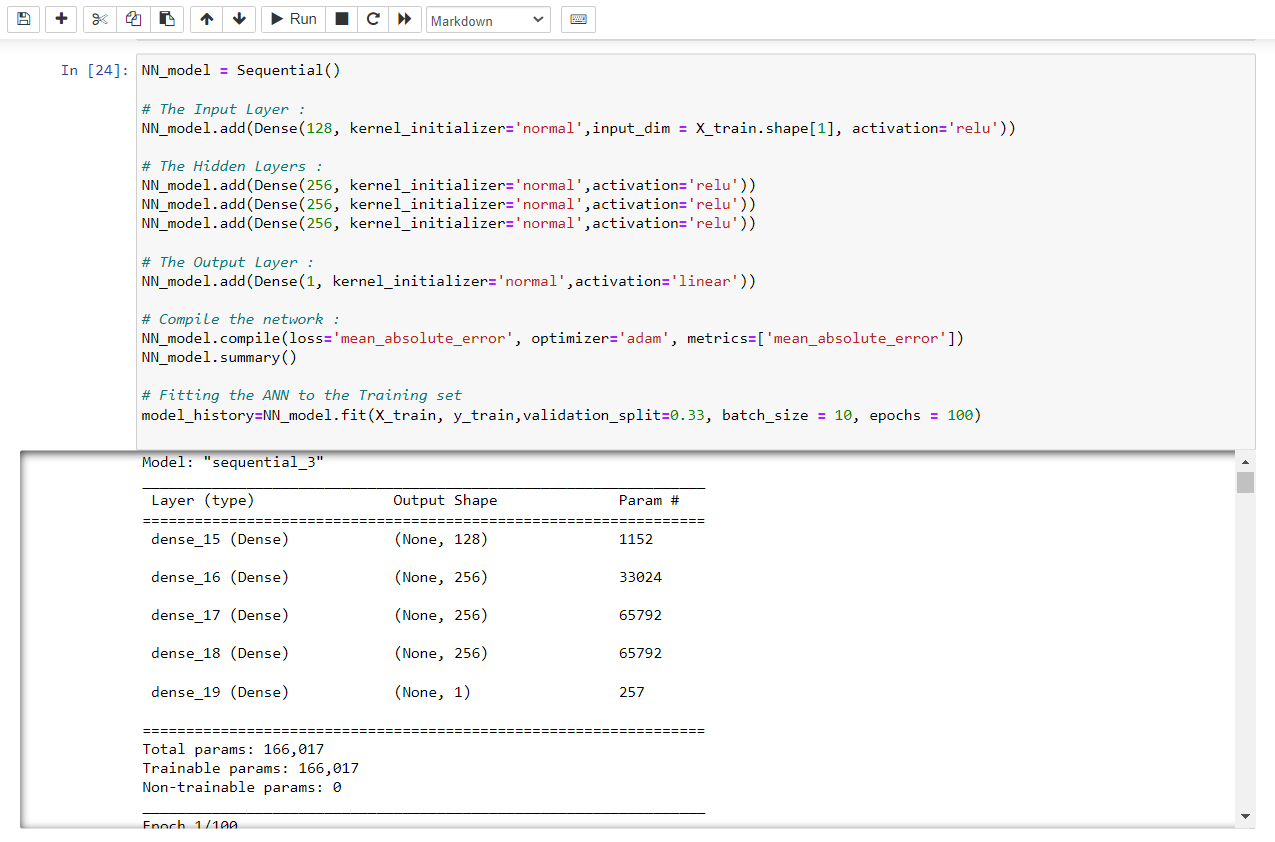 Run
Markdown
In [24]:
NN_model = Sequential()
# The Input Layer :
NN_model.add(Dense(128, kernel_initializer='normal',input_dim = X_train.shape[1], activation='relu'))
# The Hidden Layers :
NN_model.add(Dense(256, kernel_initializer='normal',activation='relu'))
NN_model.add(Dense(256, kernel_initializer='normal',activation='relu'))
NN_model.add(Dense(256, kernel_initializer='normal',activation='relu'))
# The Output Layer :
NN_model.add(Dense(1, kernel_initializer='normal',activation='linear'))
# Compile the network :
NN_model.compile(loss='mean_absolute_error', optimizer='adam', metrics=['mean_absolute_error'])
NN_model.summary()
# Fitting the ANN to the Training set
model_history=NN_model.fit(X_train, y_train,validation_split=0.33, batch_size = 10, epochs = 100)
Model: "sequential_3"
_________________________________________________________________
Layer (type) Output Shape Param #
=================================================================
dense_15 (Dense) (None, 128) 1152
dense_16 (Dense) (None, 256) 33024
dense_17 (Dense) (None, 256) 65792
dense_18 (Dense) (None, 256) 65792
dense_19 (Dense) (None, 1) 257
=================================================================
Total params: 166,017
Trainable params: 166,017
Non-trainable params: 0
_________________________________________________________________
Epoch 1/100